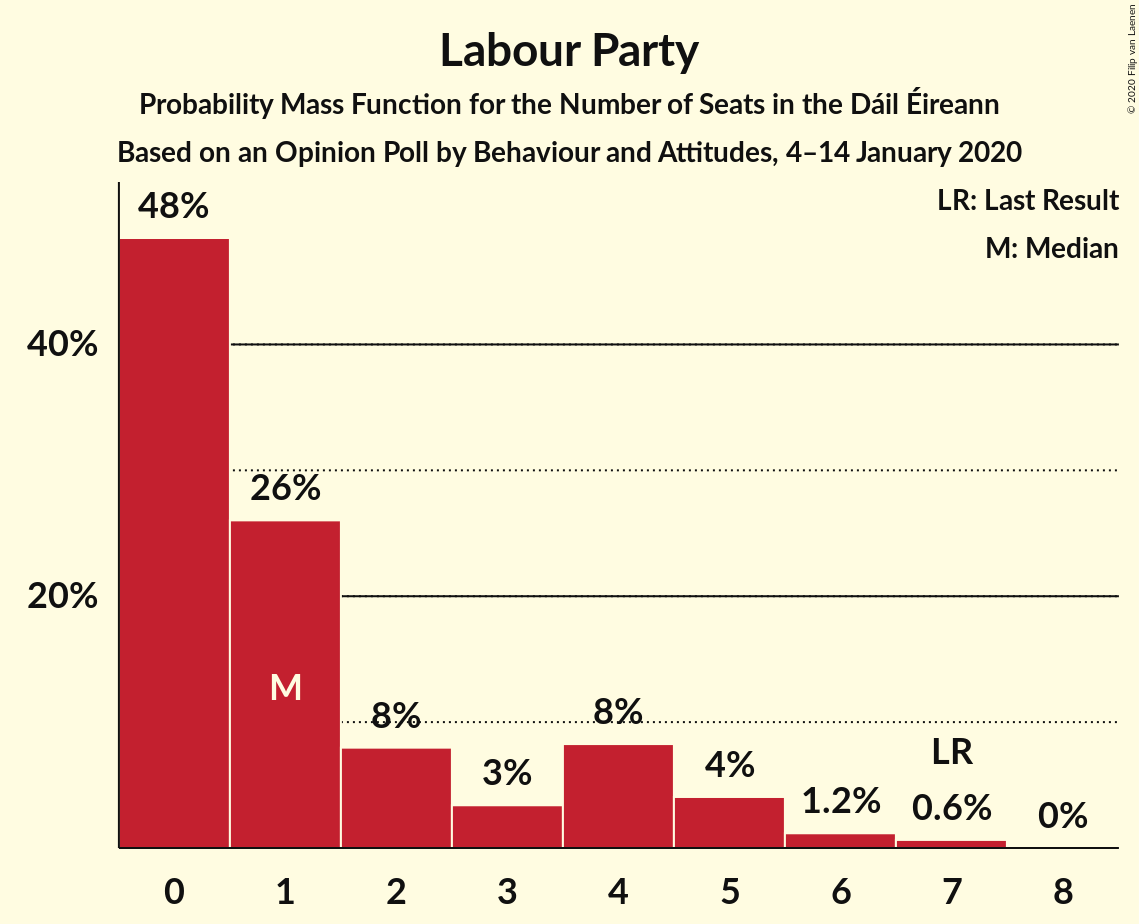 Labour Party
Probability Mass Function for the Number of Seats in the Dáil Éireann
Based on an Opinion Poll by Behaviour and Attitudes, 4–14 January 2020
© 2020 Filip van Laenen
LR: Last Result
M: Median
48%
40%
26%
20%
M
8%
8%
3%
4%
LR
1.2%
0.6%
0%
0 1 2 3 4 5 6 7 8